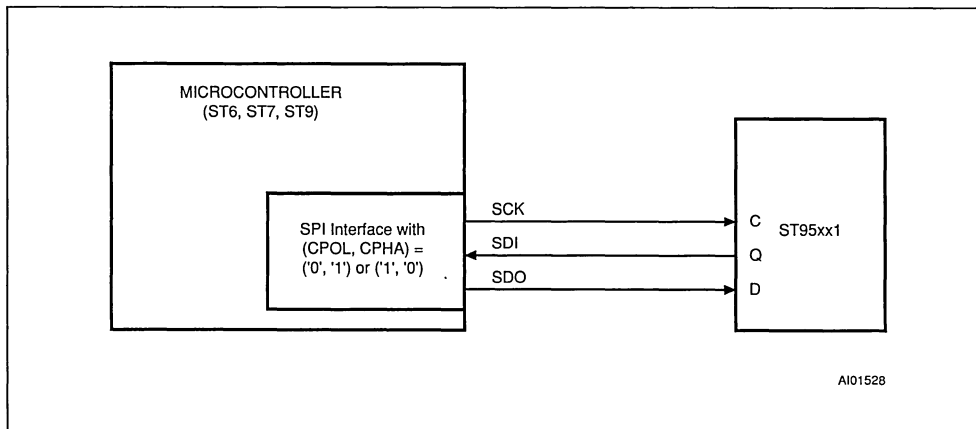 MICROCONTROLLER
(ST6, ST7, ST9)
SPI Interface with
(CPOL, CPHA) =
('0', '1') or ('1', '0')
SCK
SDI
SDO
C
Q
D
ST95xx1
AI01528